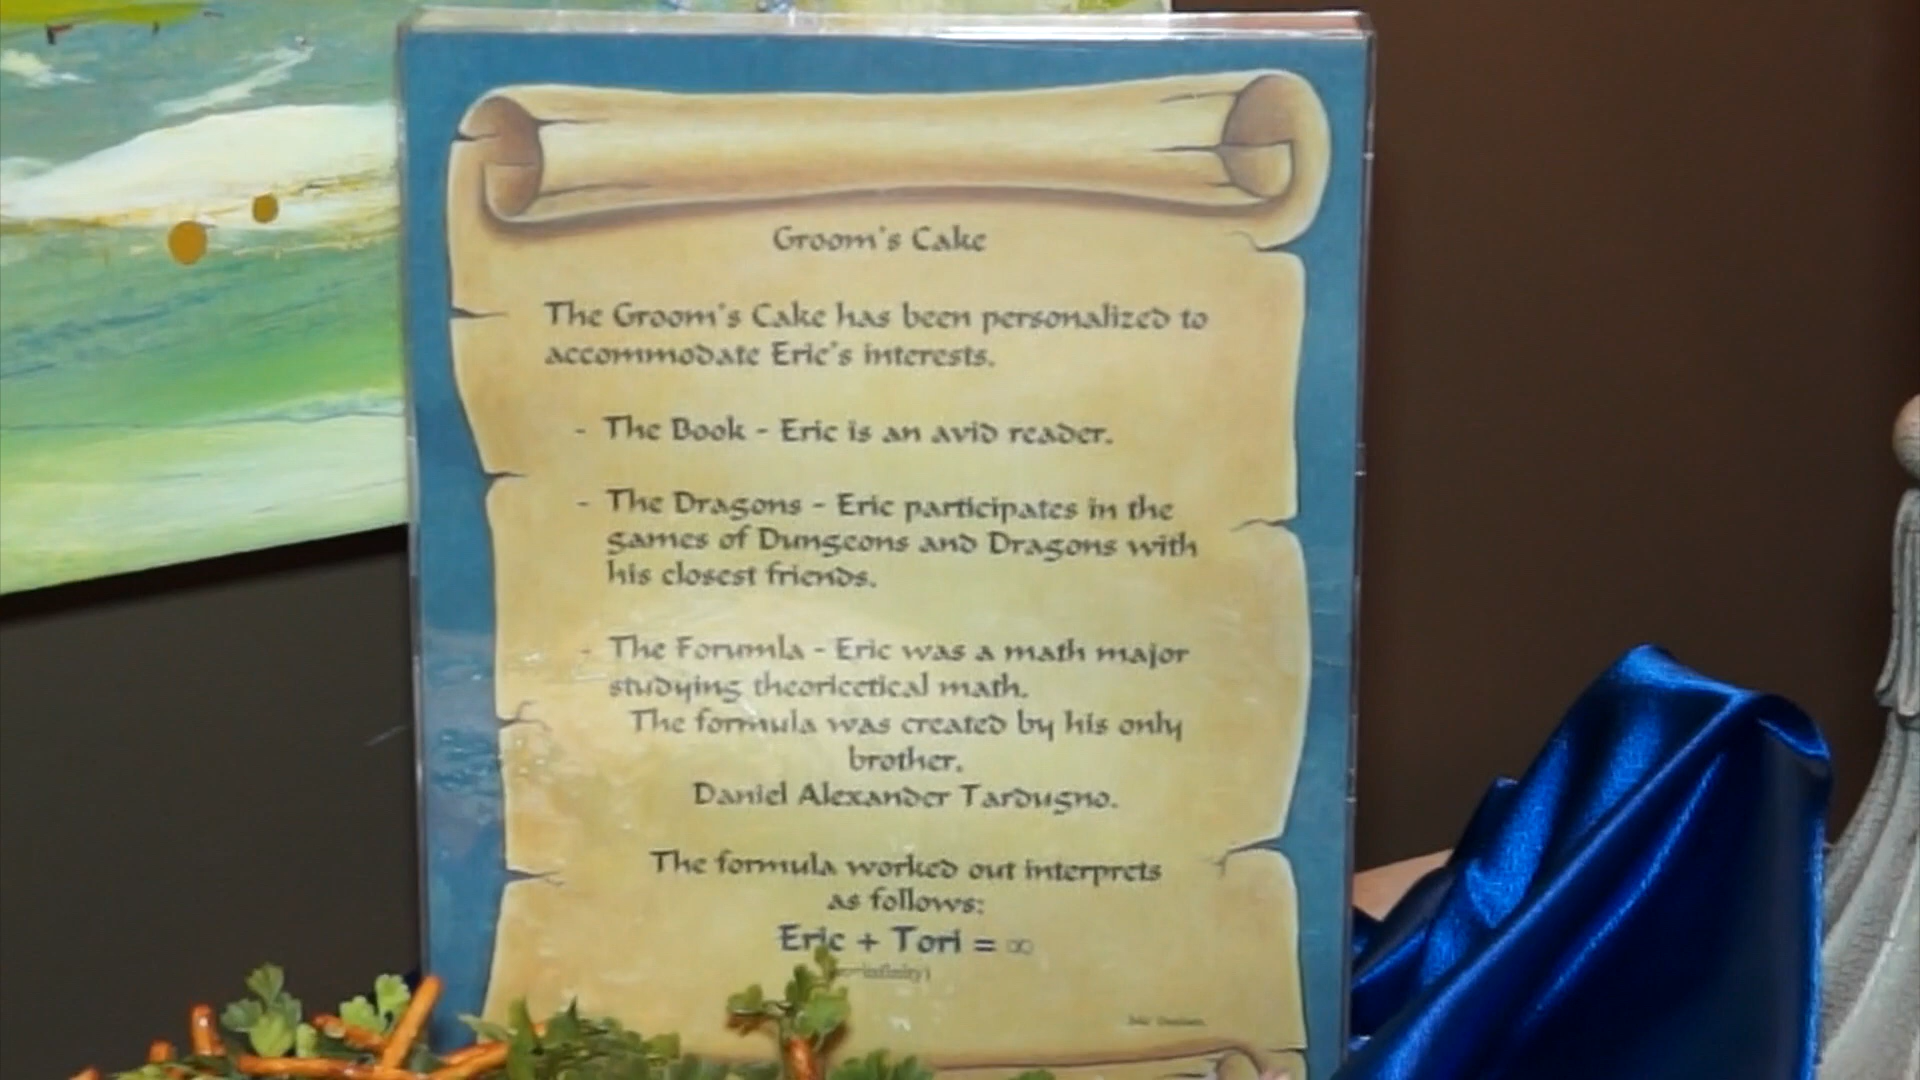 Groom's Cake
The Groom's Cake has been personalized to
accommodate Eric's interests.
- The Book - Eric is an avid reader.
- The Dragons - Eric participates in the
games of Dungeons and Dragons with
his closest friends.
- The Forumla - Eric was a math major
studying theoricetical math.
The formula was created by his only
brother.
Daniel Alexander Tardugno.
The formula worked out interprets
as follows:
Eric + Tori = ∞